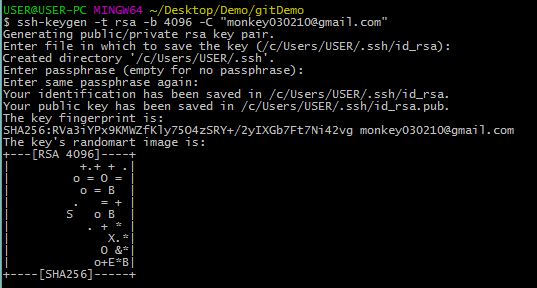 USER@USER-PC MINGW64 ~/Desktop/Demo/gitDemo
$ ssh-keygen -t rsa -b 4096 -C "monkey030210@gmail.com"
Generating public/private rsa key pair.
Enter file in which to save the key (/c/Users/USER/.ssh/id_rsa):
Created directory '/c/Users/USER/.ssh'.
Enter passphrase (empty for no passphrase):
Enter same passphrase again:
Your identification has been saved in /c/Users/USER/.ssh/id_rsa.
Your public key has been saved in /c/Users/USER/.ssh/id_rsa.pub.
The key fingerprint is:
SHA256:RVa3iYPx9KMWZfKly75O4zSRY+/2yIXGb7Ft7Ni42vg monkey030210@gmail.com
The key's randomart image is:
+---[RSA 4096]----+
|          +.+ + .|
|         o = O = |
|          o = B  |
|         .   = + |
|        S   o B  |
|           . + * |
|              X.*|
|             O &*|
|            o+E*B|
+----[SHA256]-----+